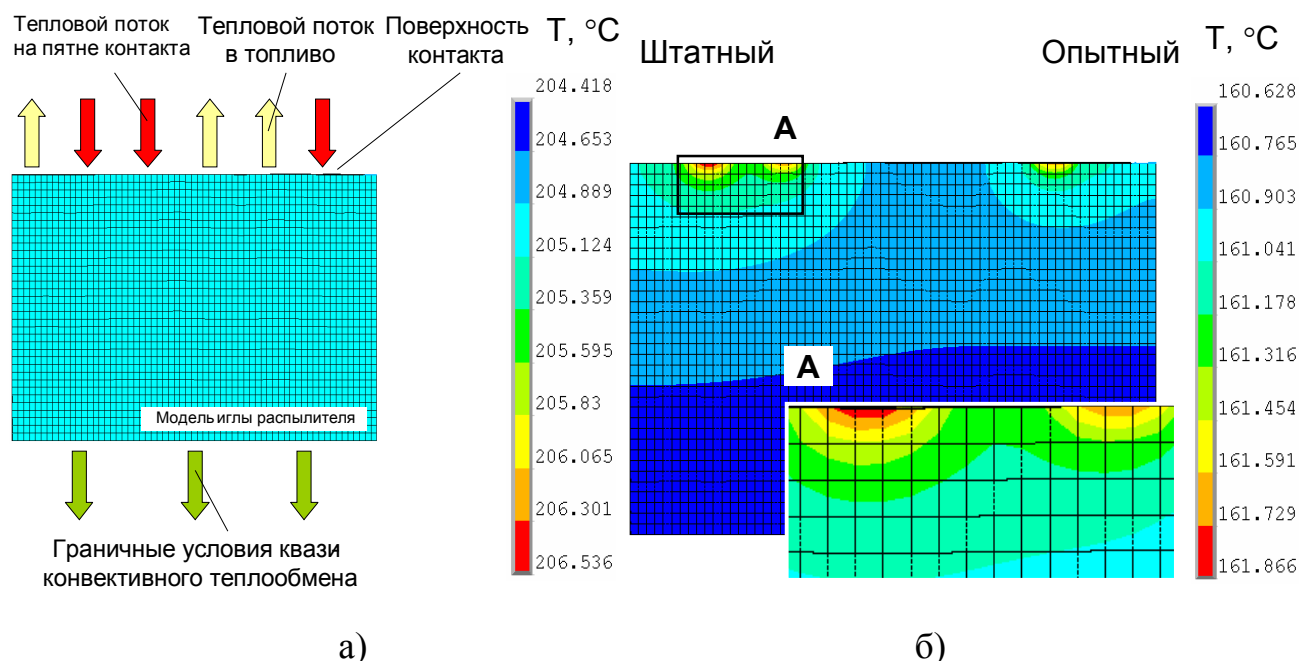 Тепловой поток
на пятне контакта
Тепловой поток
в топливо
Поверхность
контакта
T, °C
204.418
204.653
204.889
205.124
205.359
205.595
205.83
206.065
206.301
206.536
Модель иглы распылителя
Граничные условия квази
конвективного теплообмена
а)
Штатный
Опытный
T, °C
A
A
160.628
160.765
160.903
161.041
161.178
161.316
161.454
161.591
161.729
161.866
б)